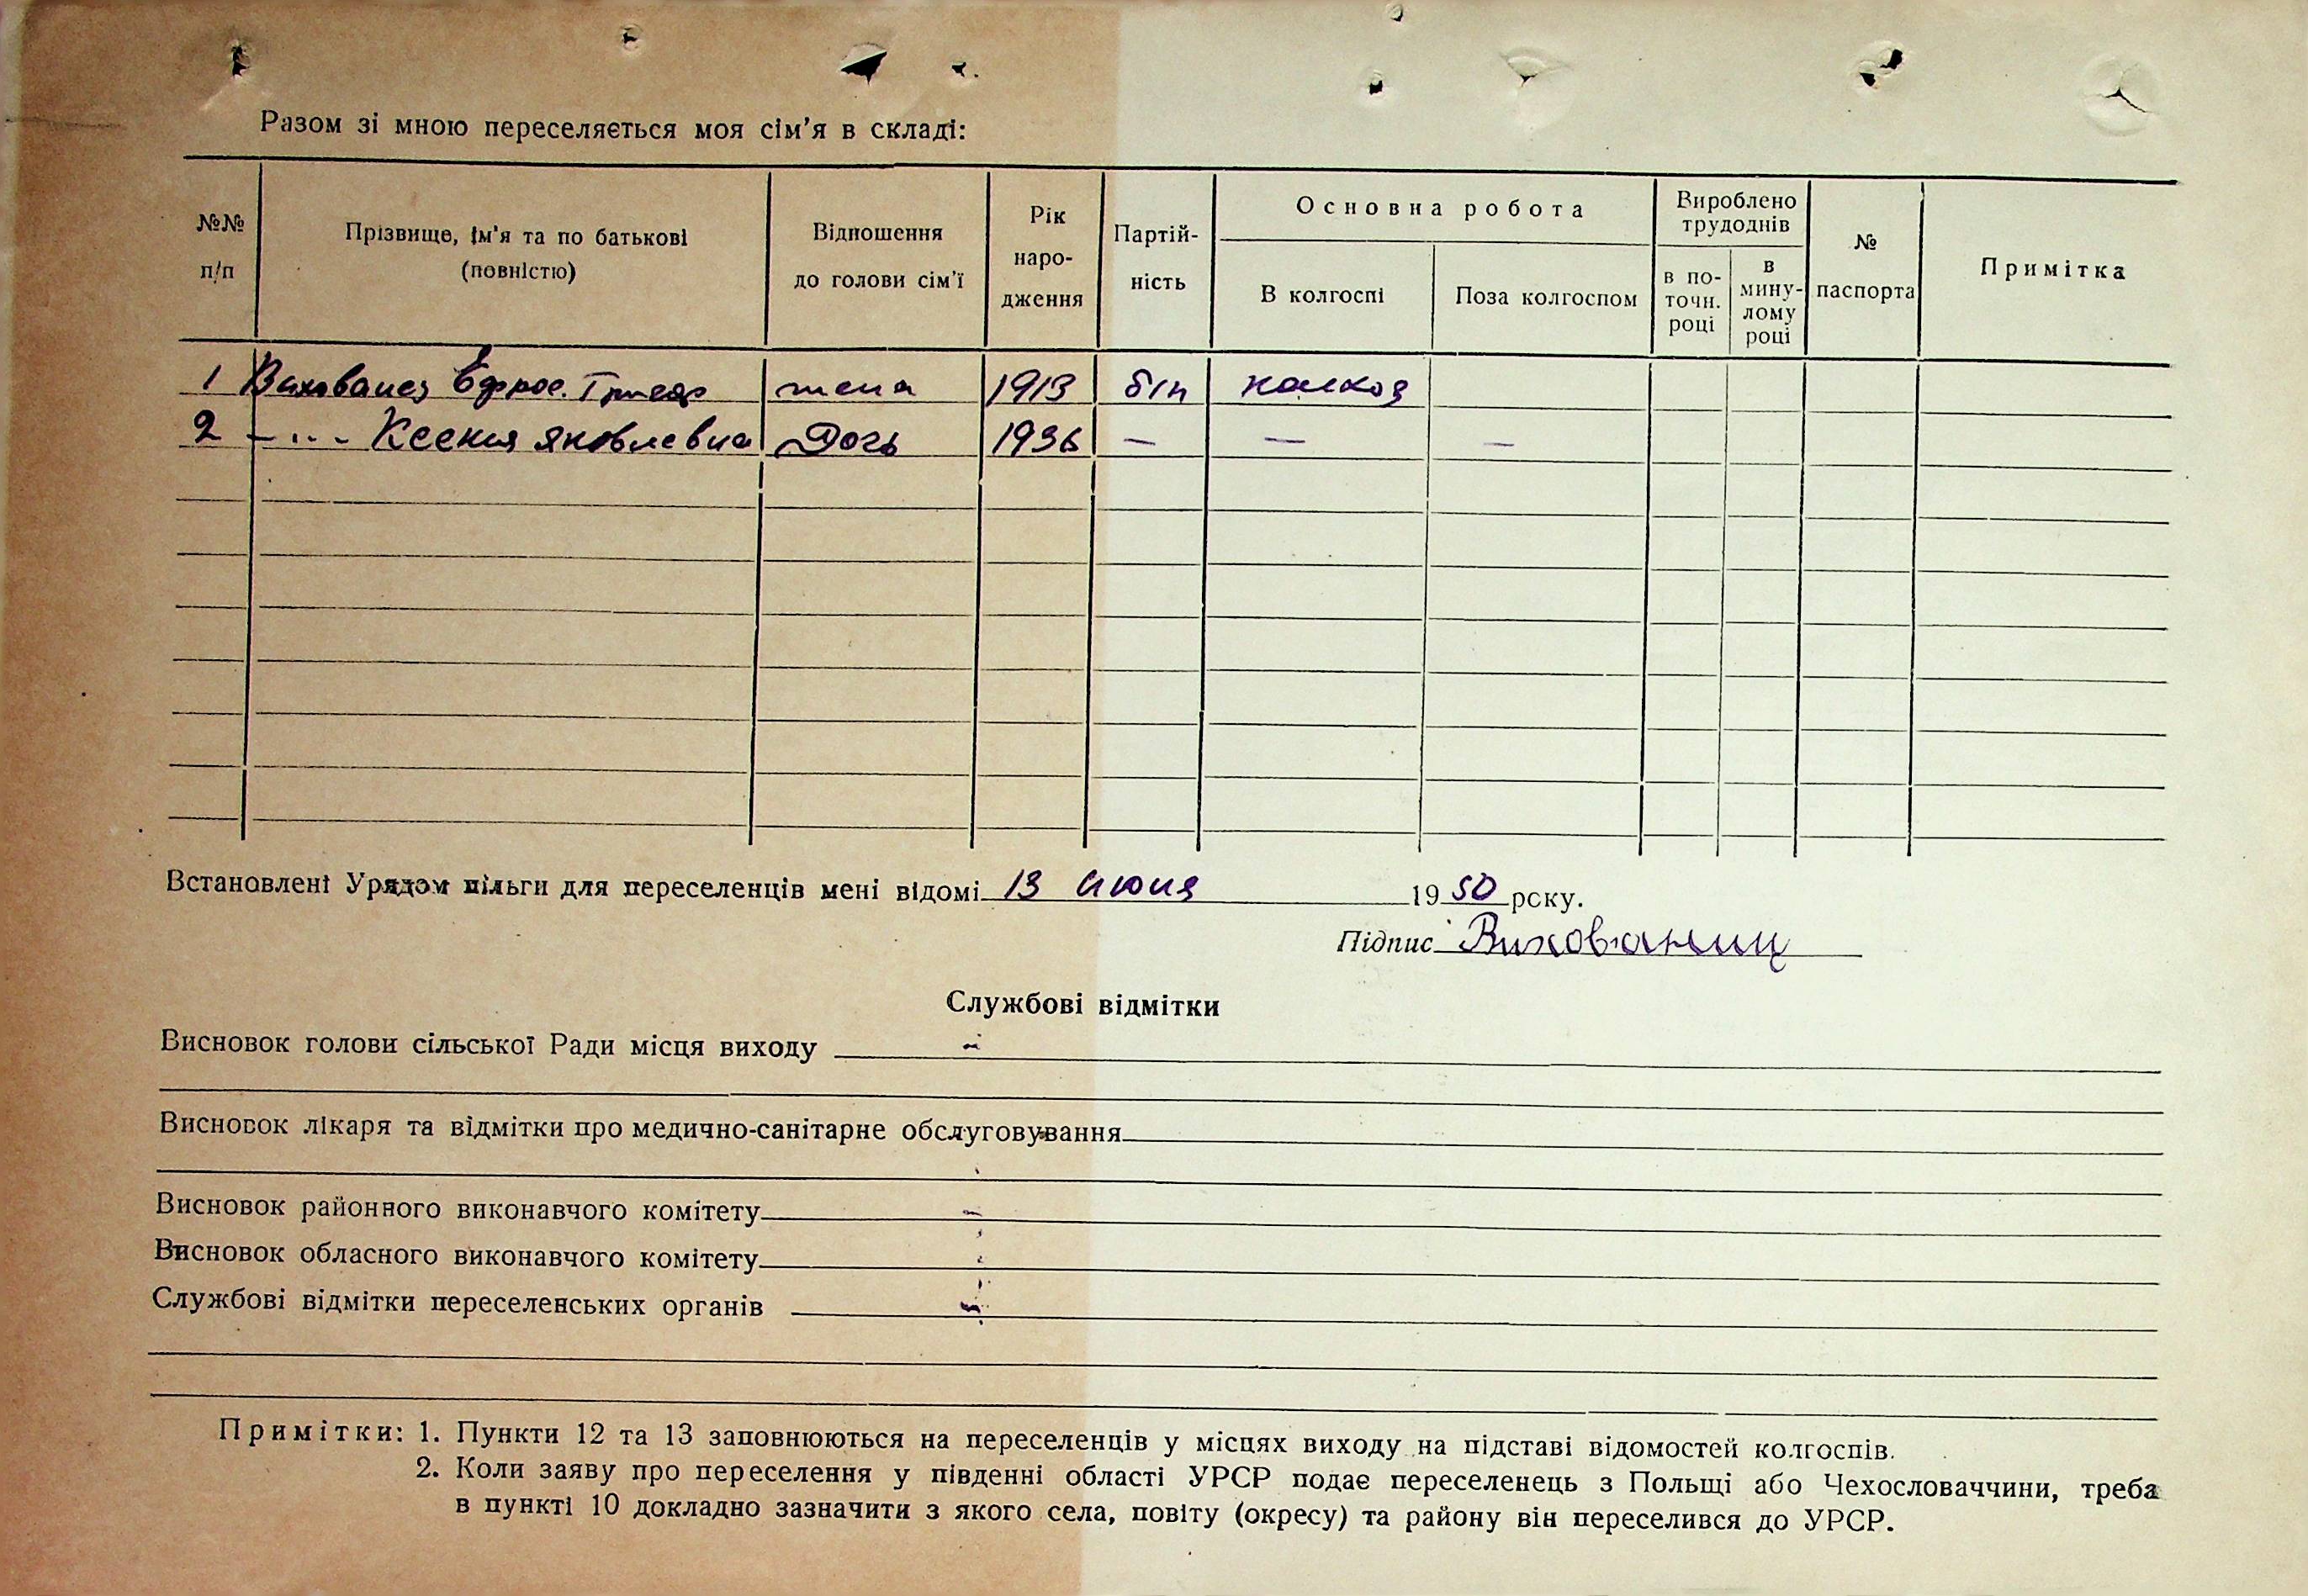 Разом зі мною переселяється моя сім'я в складі:
№№ п/п
Прізвище, ім'я та по батькові (повністю)
Відношення до голови сім'ї
Рік народження
Партійність
Основна робота
В колгоспі
Поза колгоспом
Вироблено трудоднів
в поточн. році
в минулому році
№ паспорта
Примітка
1 Ефрос. Григор жена 1913 б/п колхоз
2 — „ — Ксения Яковлевна Дочь 1936 — — —
Встановлені Урядом пільги для переселенців мені відомі 13 июня 1950 року.
Підпис Вихованиц
Службові відмітки
Висновок голови сільської Ради місця виходу
Висновок лікаря та відмітки про медично-санітарне обслуговування
Висновок районного виконавчого комітету
Висновок обласного виконавчого комітету
Службові відмітки переселенських органів
Примітки: 1. Пункти 12 та 13 заповнюються на переселенців у місцях виходу на підставі відомостей колгоспів.
2. Коли заяву про переселення у південні області УРСР подає переселенець з Польщі або Чехословаччини, треба
в пункті 10 докладно зазначити з якого села, повіту (окресу) та району він переселився до УРСР.